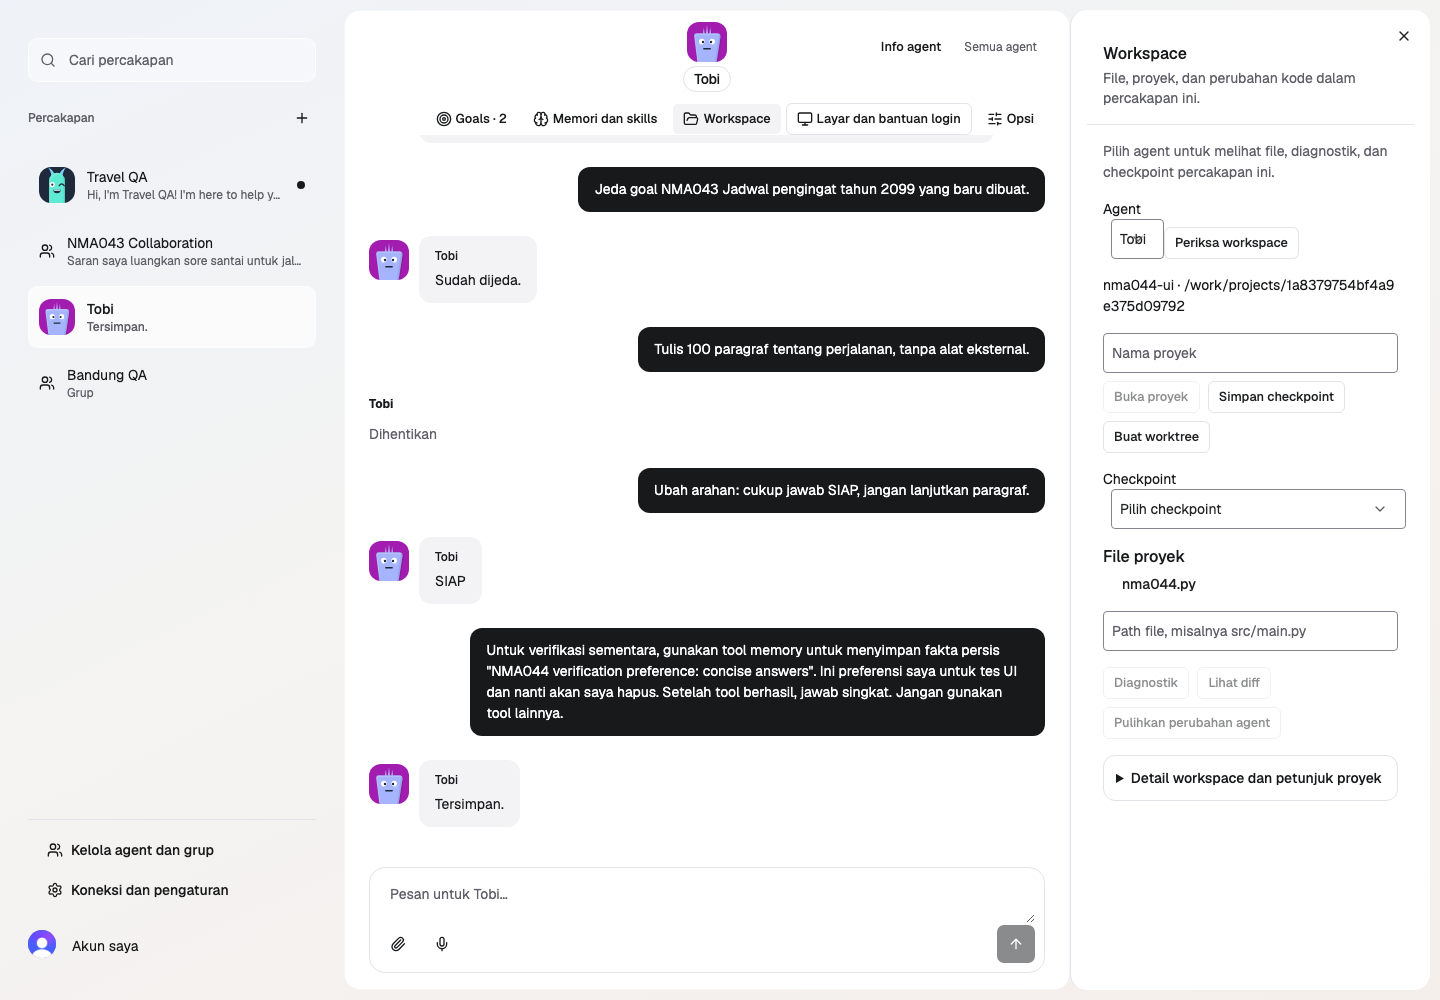 Cari percakapan
Percakapan
Travel QA
Hi, I'm Travel QA! I'm here to help y...
NMA043 Collaboration
Saran saya luangkan sore santai untuk jal...
Tobi
Tersimpan.
Bandung QA
Grup
Kelola agent dan grup
Koneksi dan pengaturan
Akun saya
Tobi
Info agent
Semua agent
Goals · 2
Memori dan skills
Workspace
Layar dan bantuan login
Opsi
Jeda goal NMA043 Jadwal pengingat tahun 2099 yang baru dibuat.
Tobi
Sudah dijeda.
Tulis 100 paragraf tentang perjalanan, tanpa alat eksternal.
Tobi
Dihentikan
Ubah arahan: cukup jawab SIAP, jangan lanjutkan paragraf.
Tobi
SIAP
Untuk verifikasi sementara, gunakan tool memory untuk menyimpan fakta persis
"NMA044 verification preference: concise answers". Ini preferensi saya untuk tes UI
dan nanti akan saya hapus. Setelah tool berhasil, jawab singkat. Jangan gunakan
tool lainnya.
Tobi
Tersimpan.
Pesan untuk Tobi...
Workspace
File, proyek, dan perubahan kode dalam
percakapan ini.
Pilih agent untuk melihat file, diagnostik, dan
checkpoint percakapan ini.
Agent
Tobi
Periksa workspace
nma044-ui · /work/projects/1a8379754bf4a9
e375d09792
Nama proyek
Buka proyek
Simpan checkpoint
Buat worktree
Checkpoint
Pilih checkpoint
File proyek
nma044.py
Path file, misalnya src/main.py
Diagnostik
Lihat diff
Pulihkan perubahan agent
Detail workspace dan petunjuk proyek